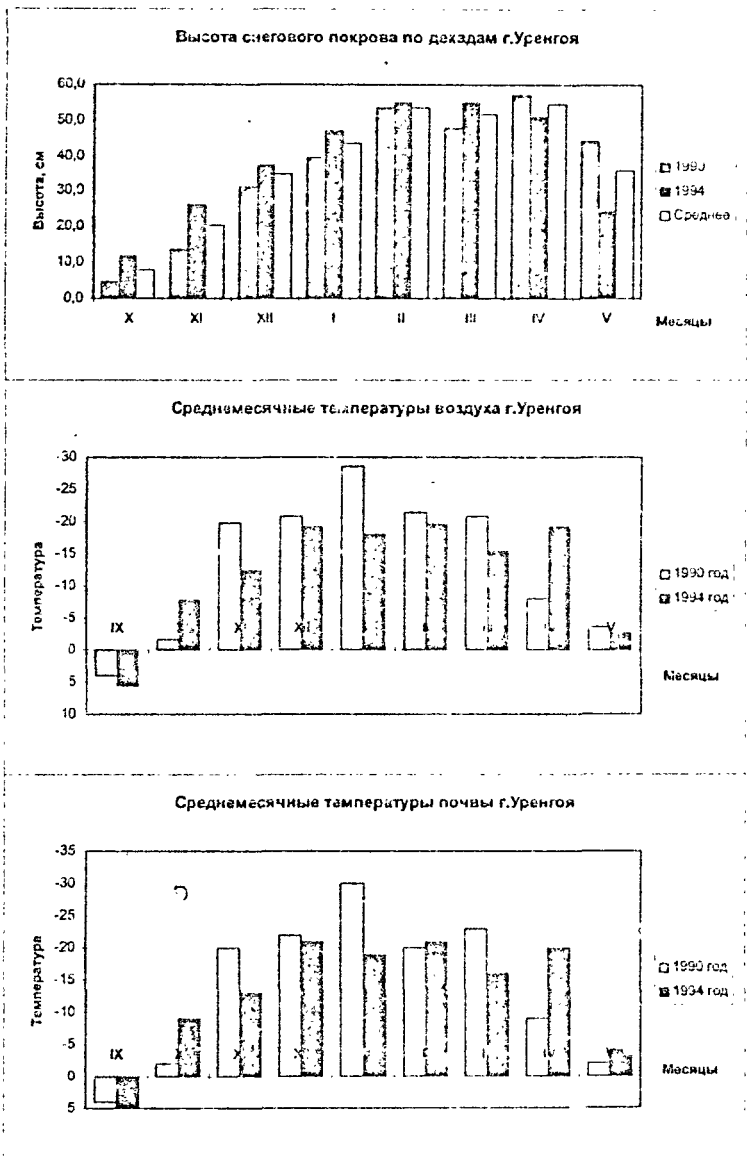 Высота снегового покрова по декадам г.Уренгоя
60,0
50,0
40,0
30,0
20,0
10,0
0,0
Высота, см
X XI XII I II III IV V
Месяцы
1990
1994
Среднее
Среднемесячные температуры воздуха г.Уренгоя
-30
-25
-20
-15
-10
-5
0
5
10
Температура
IX
V
Месяцы
1990 год
1994 год
Среднемесячные температуры почвы г.Уренгоя
-35
-30
-25
-20
-15
-10
-5
0
5
Температура
IX
Месяцы
1990 год
1994 год